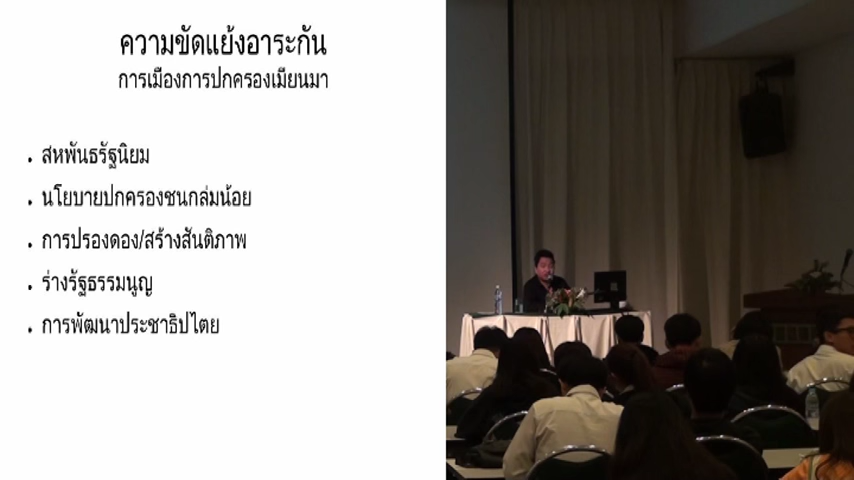 ความขัดแย้งอาระกัน
การเมืองการปกครองเมียนมา
• สหพันธรัฐนิยม
• นโยบายปกครองชนกลุ่มน้อย
• การปรองดอง/สร้างสันติภาพ
• ร่างรัฐธรรมนูญ
• การพัฒนาประชาธิปไตย